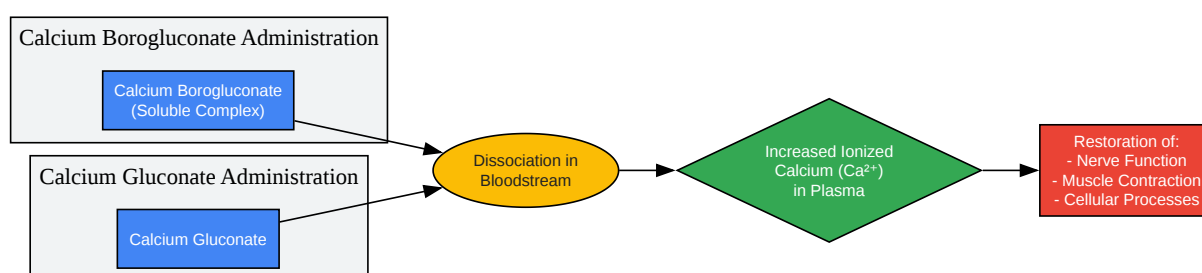 Calcium Borogluconate Administration
Calcium Borogluconate
(Soluble Complex)
Calcium Gluconate Administration
Calcium Gluconate
Dissociation in
Bloodstream
Increased Ionized
Calcium (Ca²⁺)
in Plasma
Restoration of:
- Nerve Function
- Muscle Contraction
- Cellular Processes